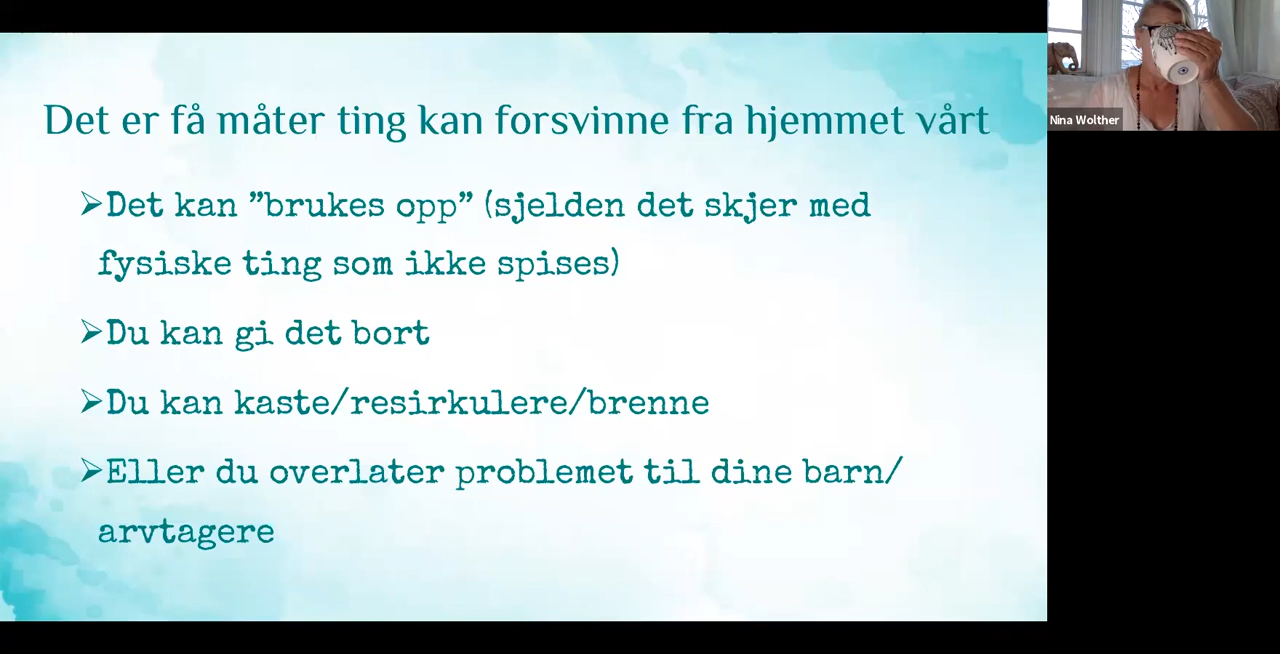 Det er få måter ting kan forsvinne fra hjemmet vårt
➢Det kan ”brukes opp” (sjelden det skjer med
fysiske ting som ikke spises)
➢Du kan gi det bort
➢Du kan kaste/resirkulere/brenne
➢Eller du overlater problemet til dine barn/
arvtagere
Nina Wolther